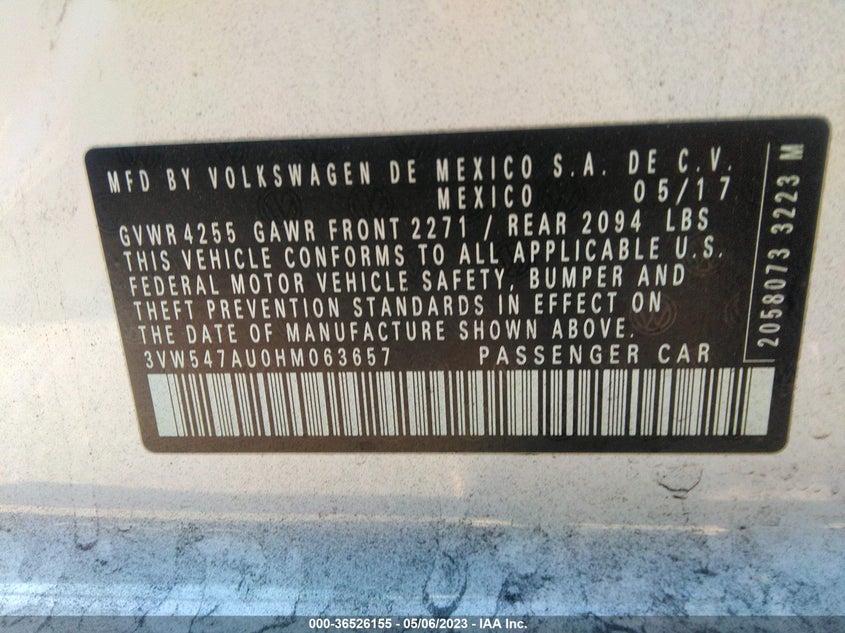 MFD BY VOLKSWAGEN DE MEXICO S.A. DE C.V.
MEXICO 05/17
GVWR 4255 GAWR FRONT 2271 / REAR 2094 LBS
THIS VEHICLE CONFORMS TO ALL APPLICABLE U.S.
FEDERAL MOTOR VEHICLE SAFETY, BUMPER AND
THEFT PREVENTION STANDARDS IN EFFECT ON
THE DATE OF MANUFACTURE SHOWN ABOVE.
3VW547AU0HM063657 PASSENGER CAR
2058073 3223 M
000-36526155 - 05/06/2023 - IAA Inc.